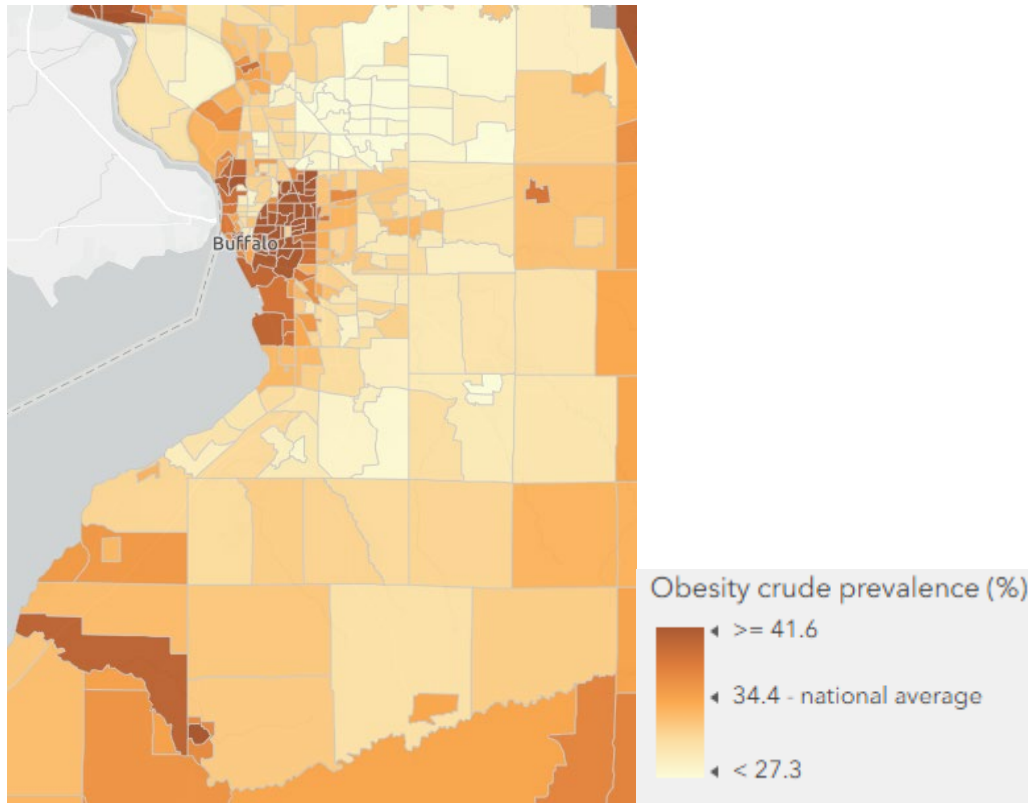 Buffalo
Obesity crude prevalence (%)
>= 41.6
34.4 - national average
< 27.3